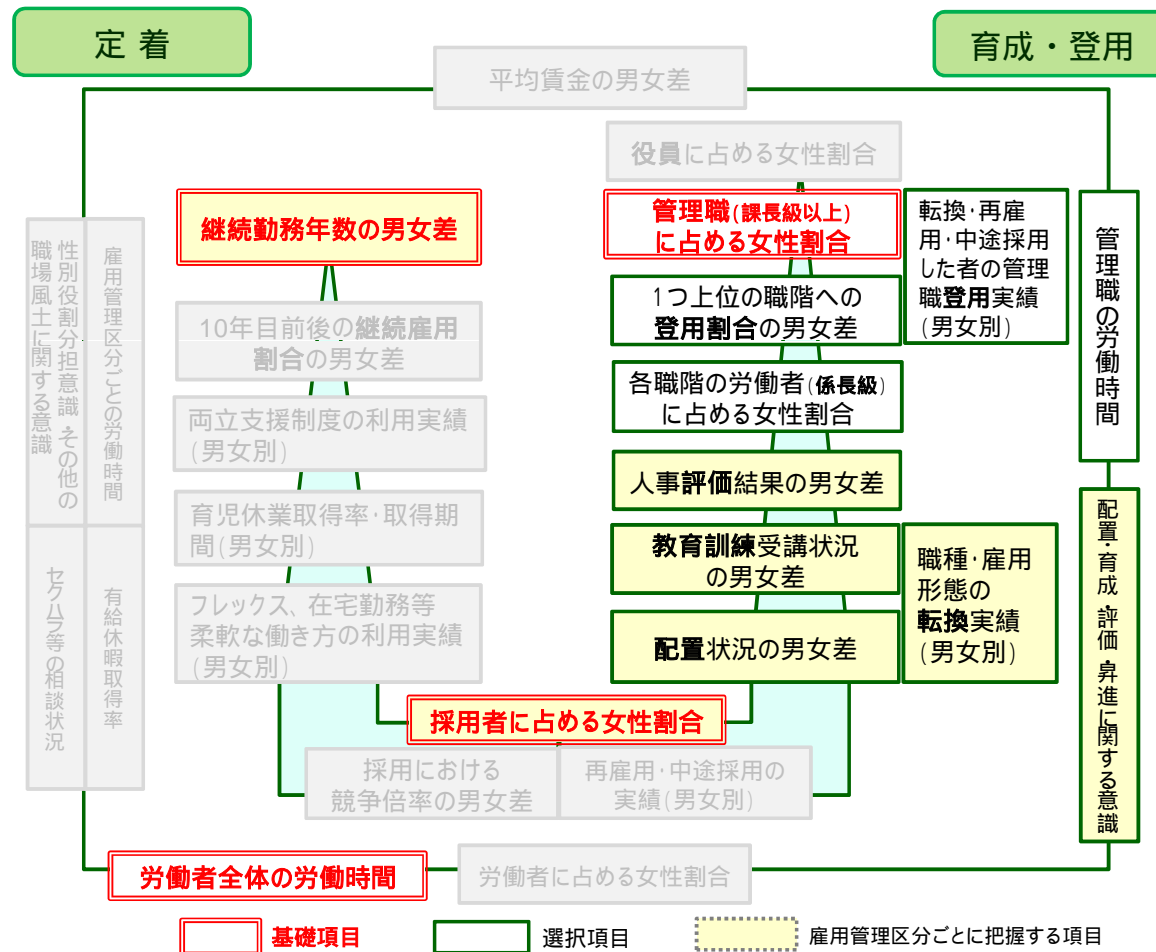 定 着
育成・登用
平均賃金の男女差
役員に占める女性割合
継続勤務年数の男女差
管理職(課長級以上)
に占める女性割合
転換・再雇
用・中途採用
した者の管理
職登用実績
(男女別)
管理職の労働時間
性別役割分担意識・その他の
職場風土に関する意識
雇用管理区分ごとの労働時間
10年目前後の継続雇用
割合の男女差
1つ上位の職階への
登用割合の男女差
両立支援制度の利用実績
(男女別)
各職階の労働者(係長級)
に占める女性割合
人事評価結果の男女差
育児休業取得率・取得期
間(男女別)
教育訓練受講状況
の男女差
職種・雇用
形態の
転換実績
(男女別)
配置・育成・評価・昇進に関する意識
セクハラ等の相談状況
有給休暇取得率
フレックス、在宅勤務等
柔軟な働き方の利用実績
(男女別)
配置状況の男女差
採用者に占める女性割合
採用における
競争倍率の男女差
再雇用・中途採用の
実績(男女別)
労働者全体の労働時間
労働者に占める女性割合
基礎項目
選択項目
雇用管理区分ごとに把握する項目